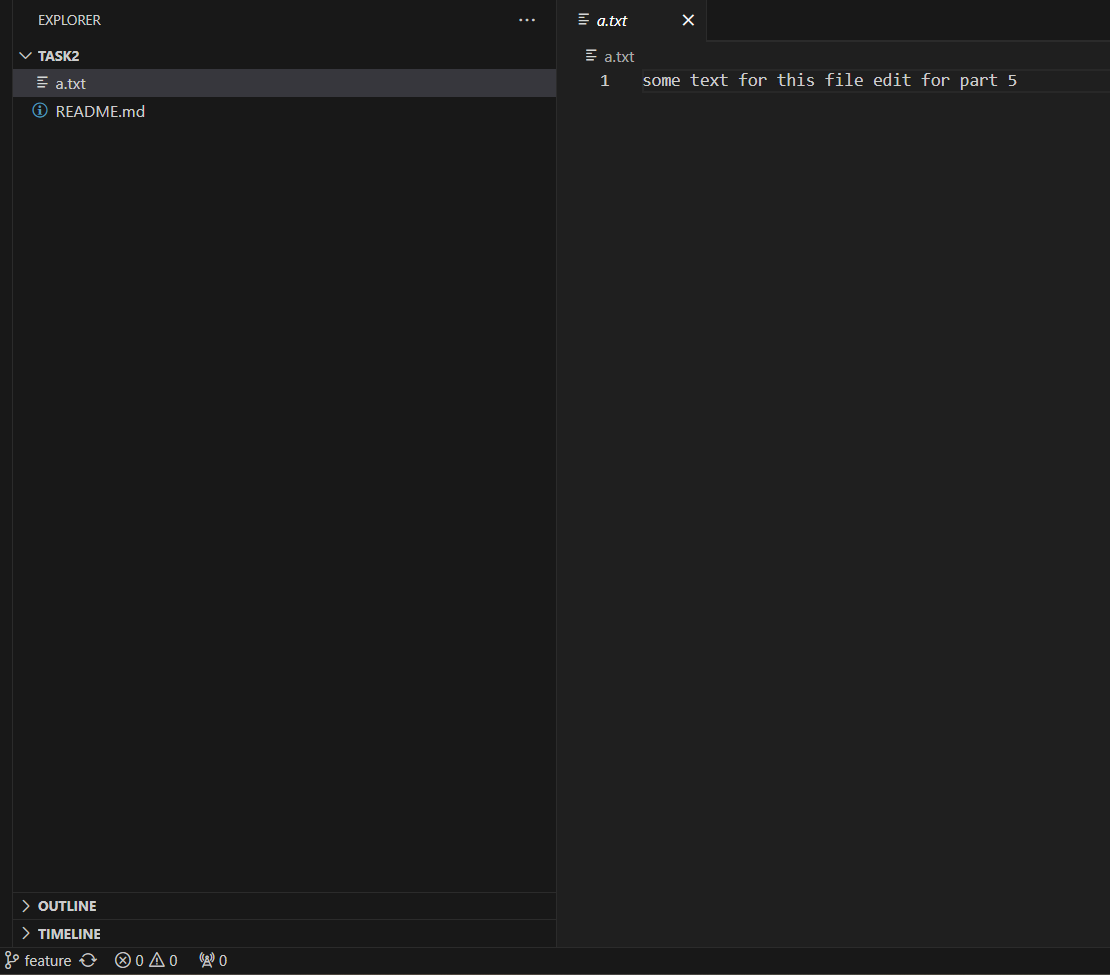 EXPLORER
TASK2
a.txt
README.md
OUTLINE
TIMELINE
a.txt
a.txt
1 some text for this file edit for part 5
feature 0 0 0